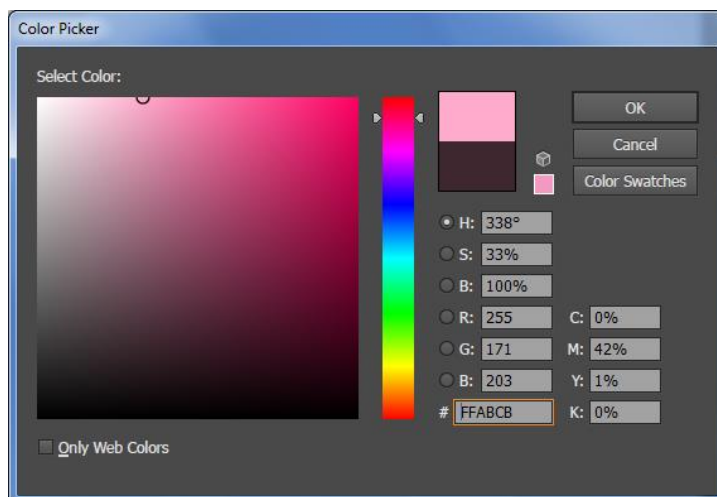 Color Picker
Select Color:
OK
Cancel
Color Swatches
H: 338°
S: 33%
B: 100%
R: 255 C: 0%
G: 171 M: 42%
B: 203 Y: 1%
# FFABCB K: 0%
Only Web Colors